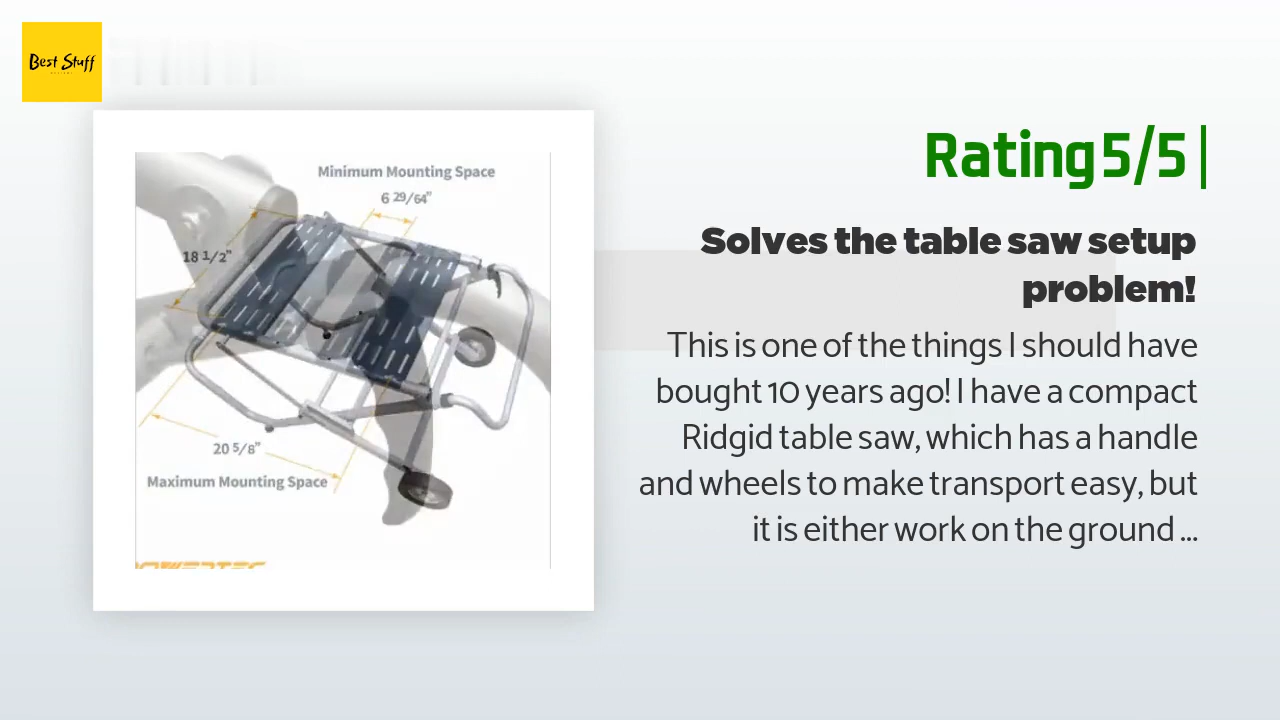 Best Stuff
Rating 5/5 |
Solves the table saw setup
problem!
This is one of the things I should have
bought 10 years ago! I have a compact
Ridgid table saw, which has a handle
and wheels to make transport easy, but
it is either work on the ground ...
Minimum Mounting Space
6 29/64"
18 1/2"
20 5/8"
Maximum Mounting Space